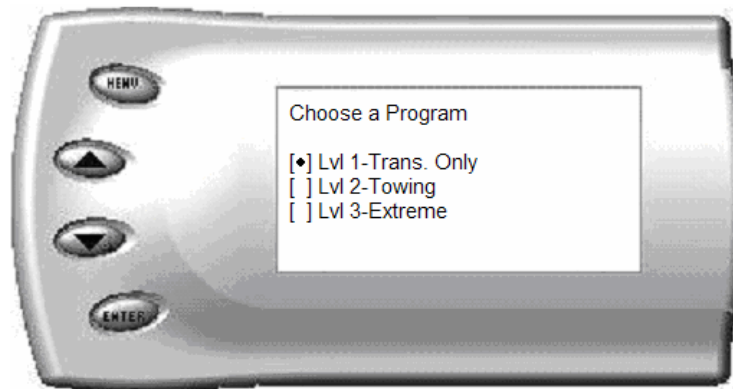 MENU
Choose a Program
[♦] Lvl 1-Trans. Only
[ ] Lvl 2-Towing
[ ] Lvl 3-Extreme
ENTER